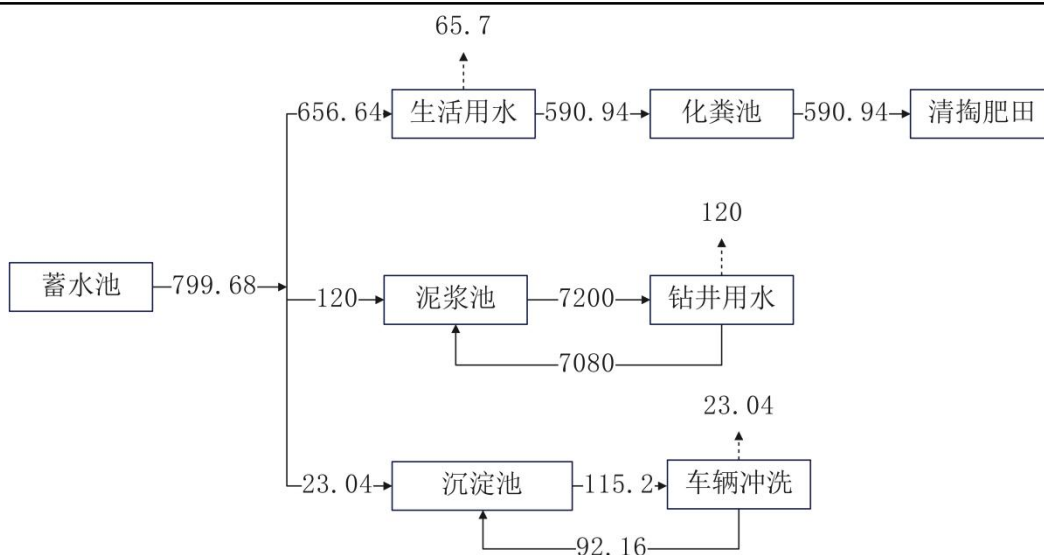 65.7
656.64
生活用水
590.94
化粪池
590.94
清掏肥田
120
蓄水池
799.68
120
泥浆池
7200
钻井用水
7080
23.04
23.04
沉淀池
115.2
车辆冲洗
92.16